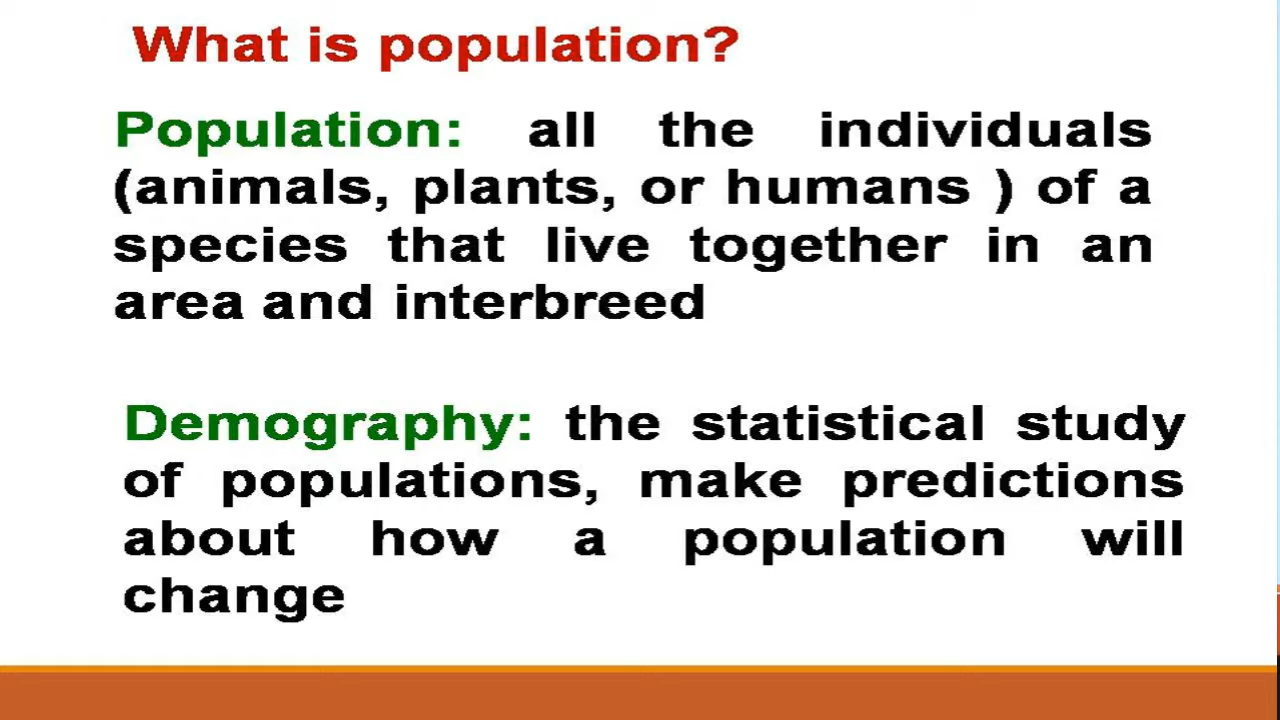 What is population?
Population: all the individuals
(animals, plants, or humans ) of a
species that live together in an
area and interbreed
Demography: the statistical study
of populations, make predictions
about how a population will
change